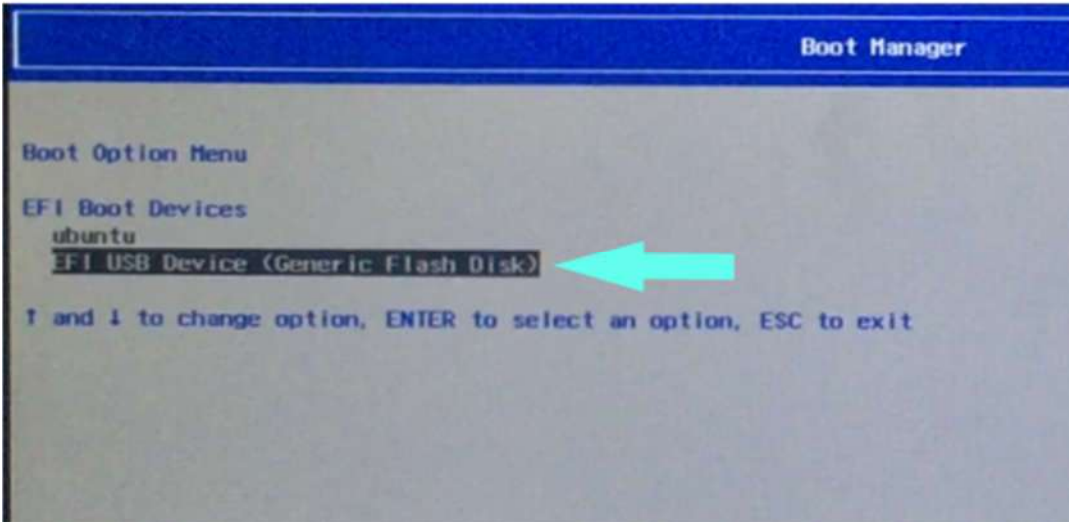 Boot Manager
Boot Option Menu
EFI Boot Devices
ubuntu
EFI USB Device (Generic Flash Disk)
↑ and ↓ to change option, ENTER to select an option, ESC to exit